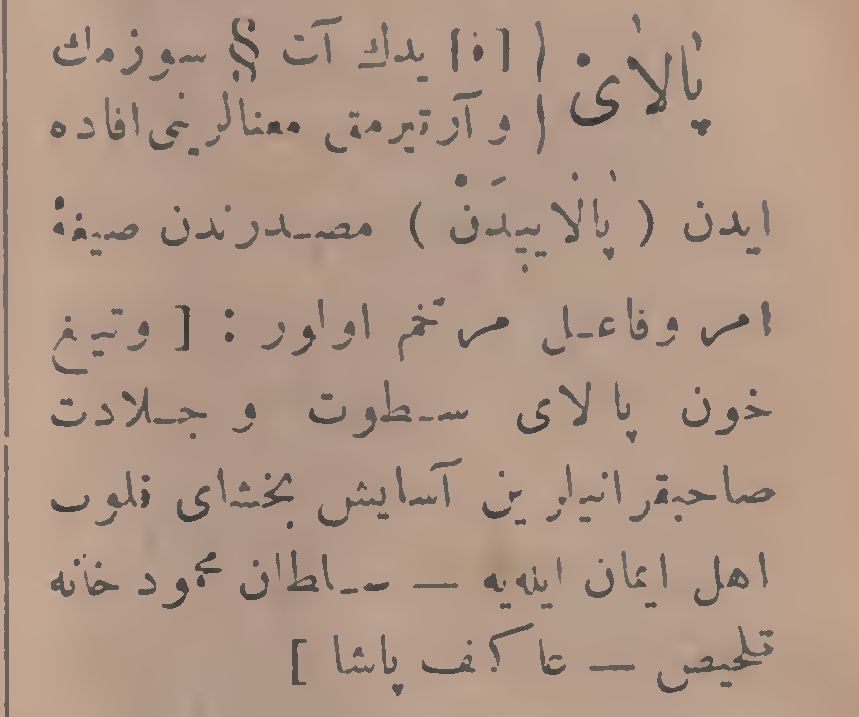 پالای [ف] یدك آت § سوزمك
و آرتیرمق معنالرینی افاده
ایدن ( پالاییدن ) مصدرندن صیغهٔ
امر وفاعل مرخم اولور : [ وتیغ
خون پالای سطوت و جلادت
صاحبقرانیلرین آسایش بخشای قلوب
اهل ایمان ایلیه — سلطان محمود خانه
تلخیص — عاکف پاشا ]